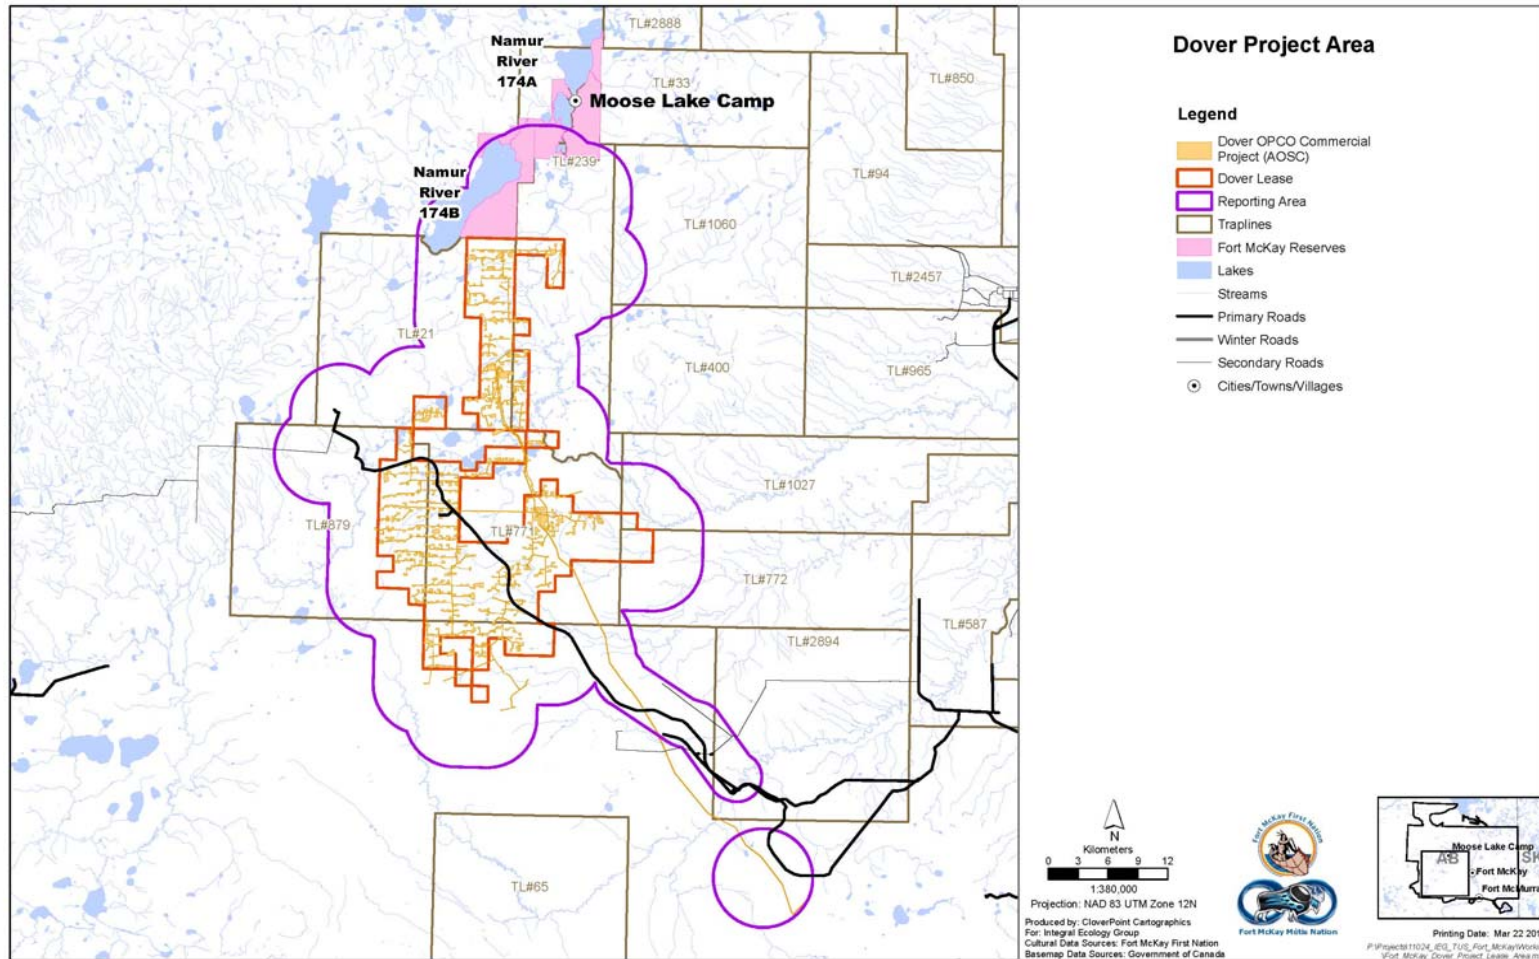 TL#2888
Namur
River
174A
TL#33
TL#850
Moose Lake Camp
TL#239
Namur
River
174B
TL#94
TL#1060
TL#2457
TL#21
TL#400
TL#965
TL#1027
TL#879
TL#771
TL#772
TL#587
TL#2894
TL#65
Dover Project Area
Legend
Dover OPCO Commercial
Project (AOSC)
Dover Lease
Reporting Area
Traplines
Fort McKay Reserves
Lakes
Streams
Primary Roads
Winter Roads
Secondary Roads
Cities/Towns/Villages
N
Kilometers
0 3 6 9 12
1:380,000
Projection: NAD 83 UTM Zone 12N
Produced by: CloverPoint Cartographics
For: Integral Ecology Group
Cultural Data Sources: Fort McKay First Nation
Basemap Data Sources: Government of Canada
Fort McKay First Nation
Fort McKay Métis Nation
Moose Lake Camp
AB
SK
Fort McKay
Fort McMurra
Printing Date: Mar 22 201